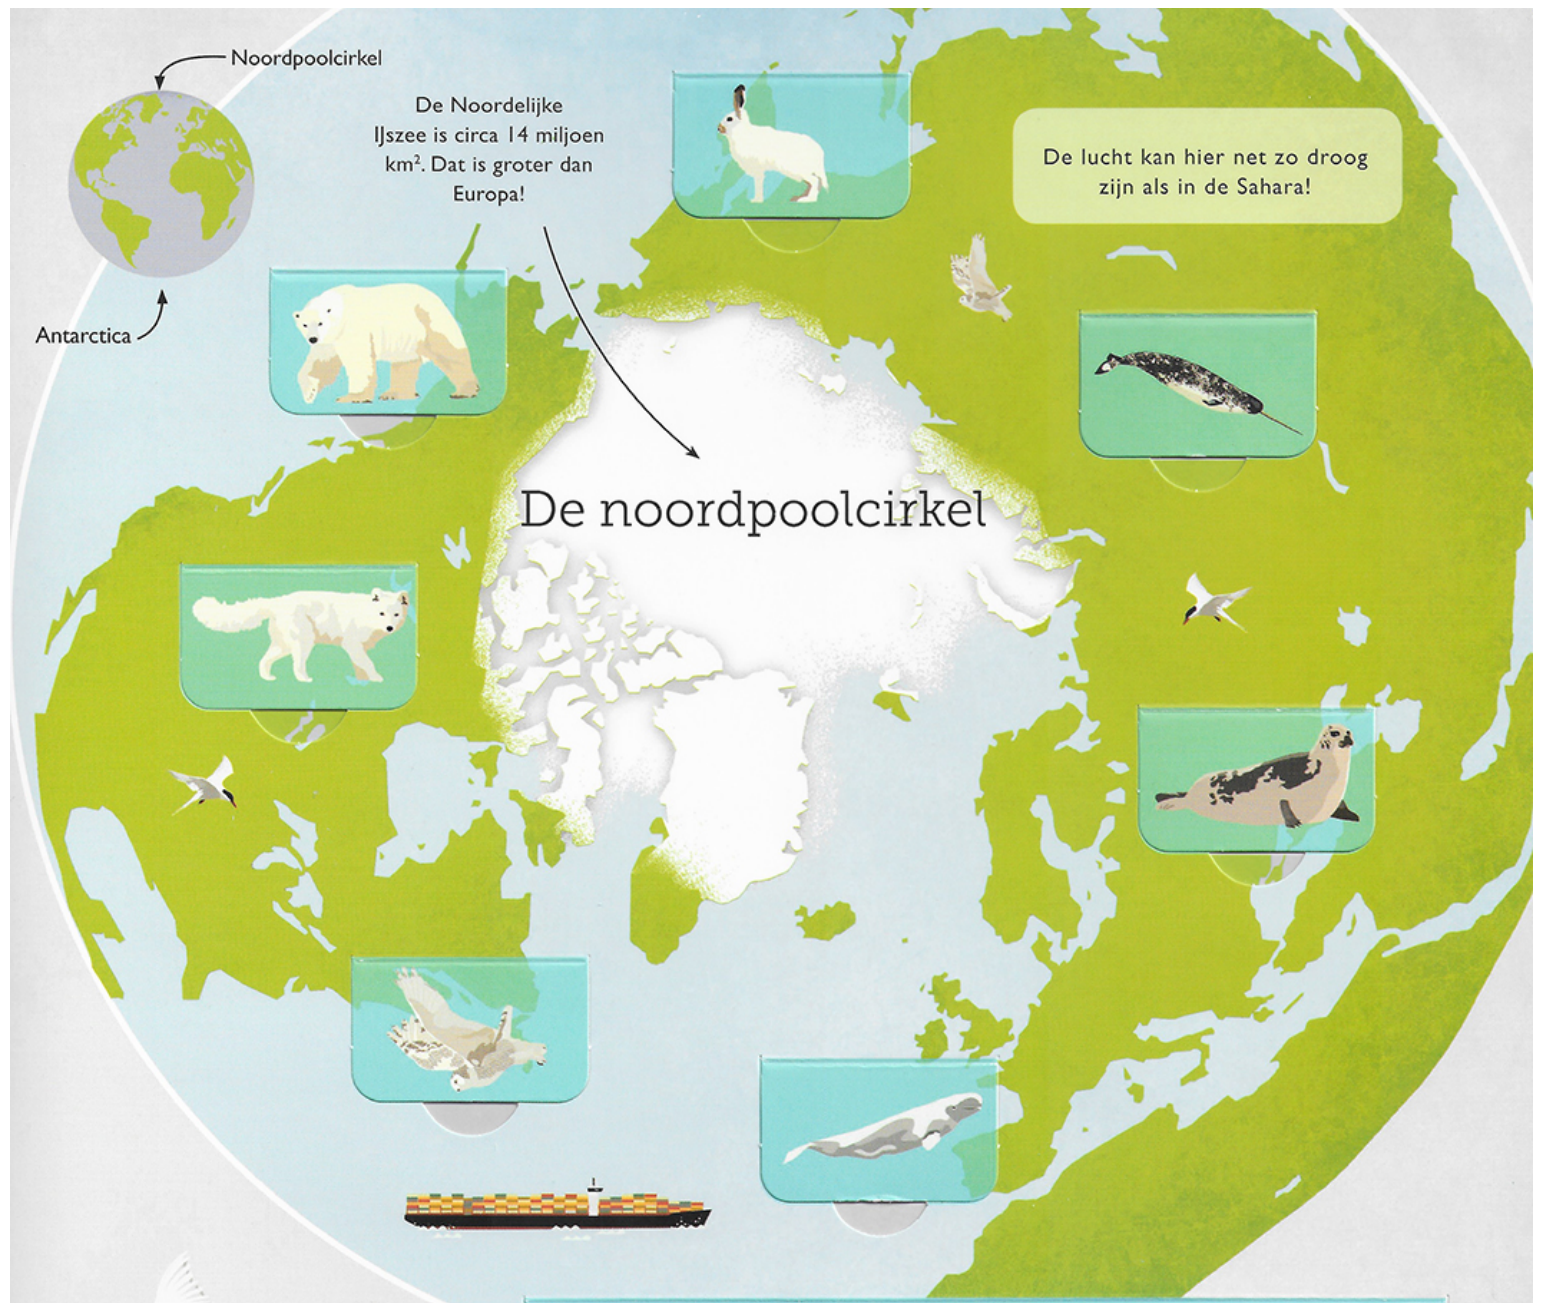 Noordpoolcirkel
De Noordelijke
IJszee is circa 14 miljoen
km². Dat is groter dan
Europa!
De lucht kan hier net zo droog
zijn als in de Sahara!
Antarctica
De noordpoolcirkel